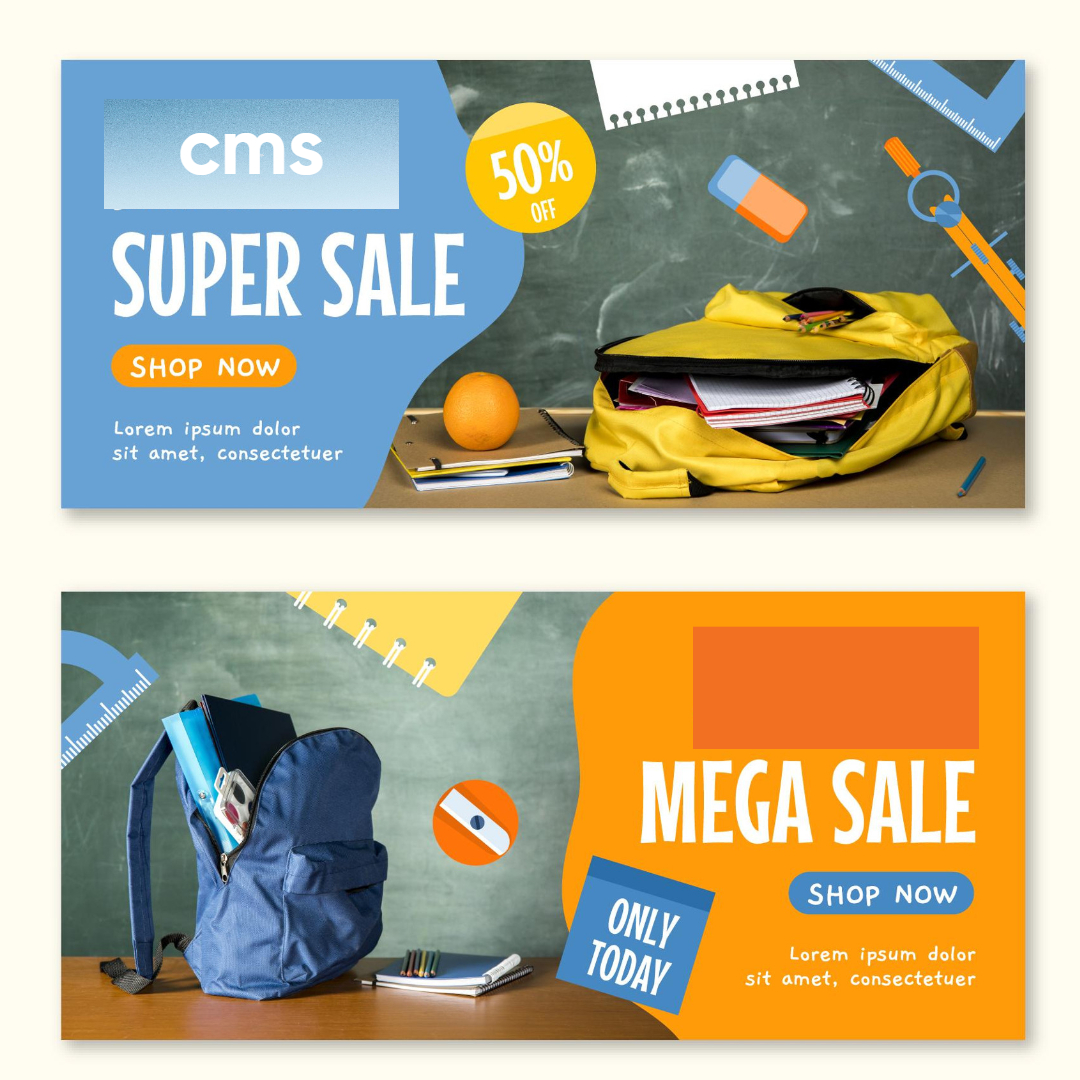 cms
50%
OFF
SUPER SALE
SHOP NOW
Lorem ipsum dolor
sit amet, consectetuer
MEGA SALE
SHOP NOW
ONLY
TODAY
Lorem ipsum dolor
sit amet, consectetuer